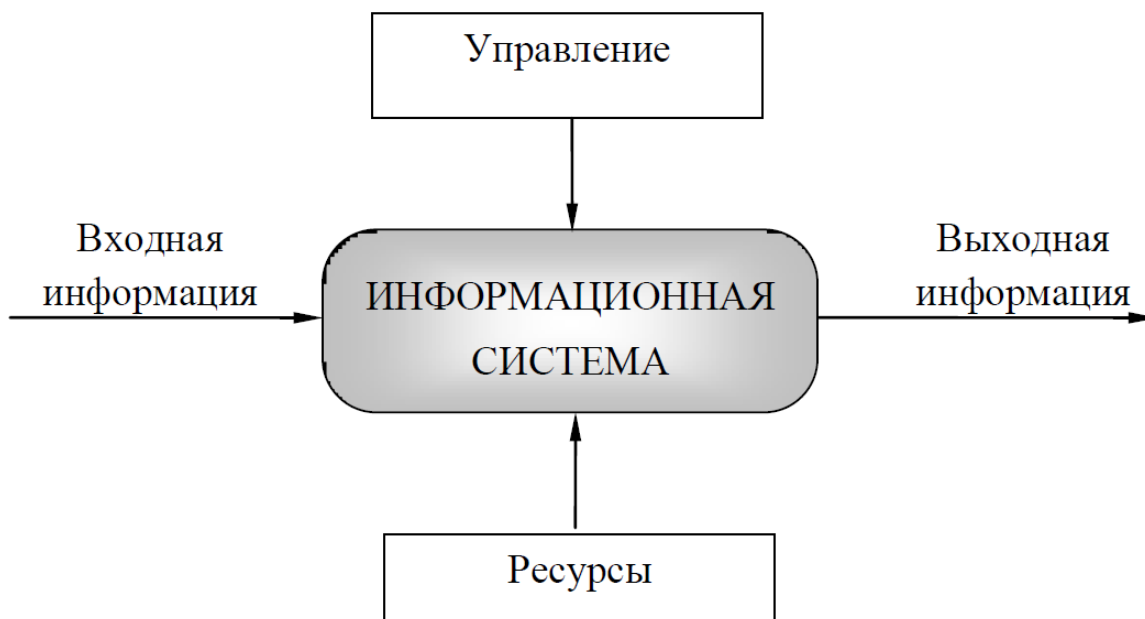 Управление
Входная
информация
ИНФОРМАЦИОННАЯ
СИСТЕМА
Выходная
информация
Ресурсы